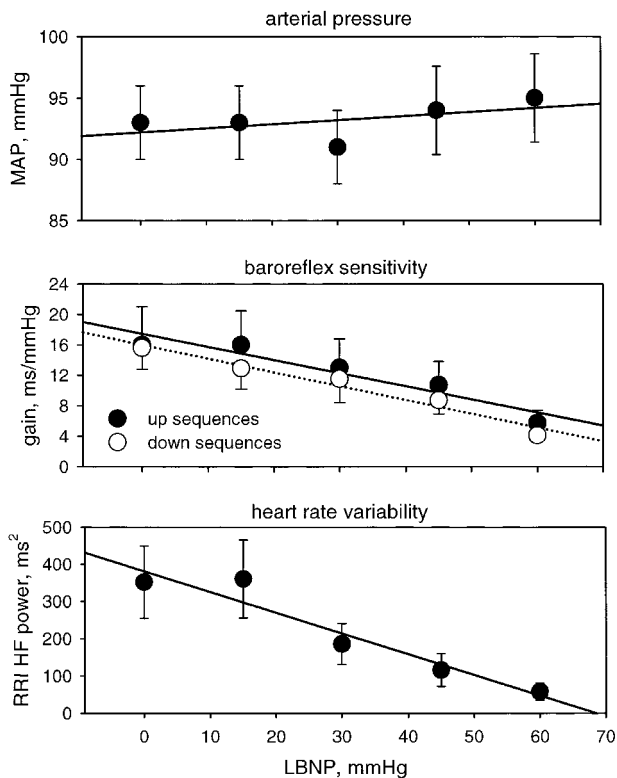 arterial pressure
100
95
90
85
MAP, mmHg
baroreflex sensitivity
24
20
16
12
8
4
0
gain, ms/mmHg
up sequences
down sequences
heart rate variability
500
400
300
200
100
0
RRI HF power, ms²
0 10 20 30 40 50 60 70
LBNP, mmHg